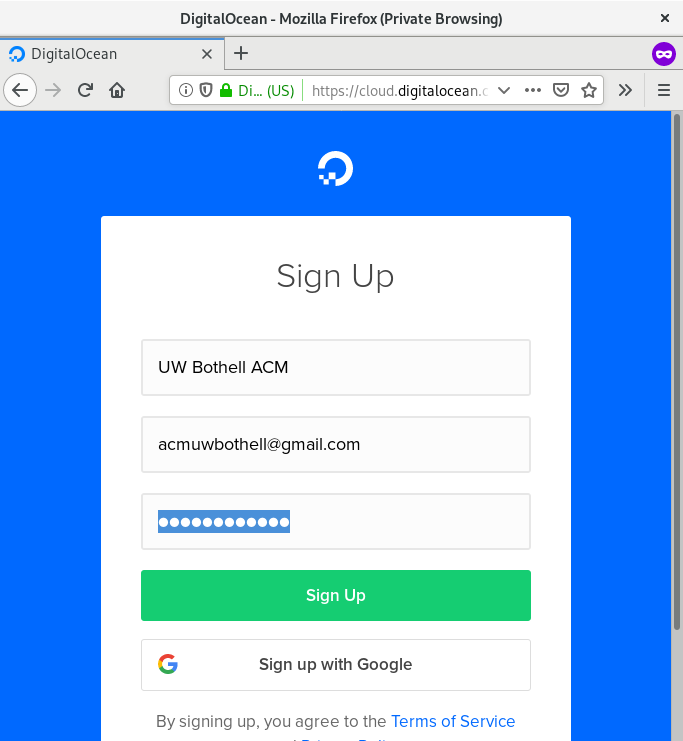 DigitalOcean - Mozilla Firefox (Private Browsing)
DigitalOcean
Di... (US) https://cloud.digitalocean.c
Sign Up
UW Bothell ACM
acmuwbothell@gmail.com
Sign Up
Sign up with Google
By signing up, you agree to the Terms of Service